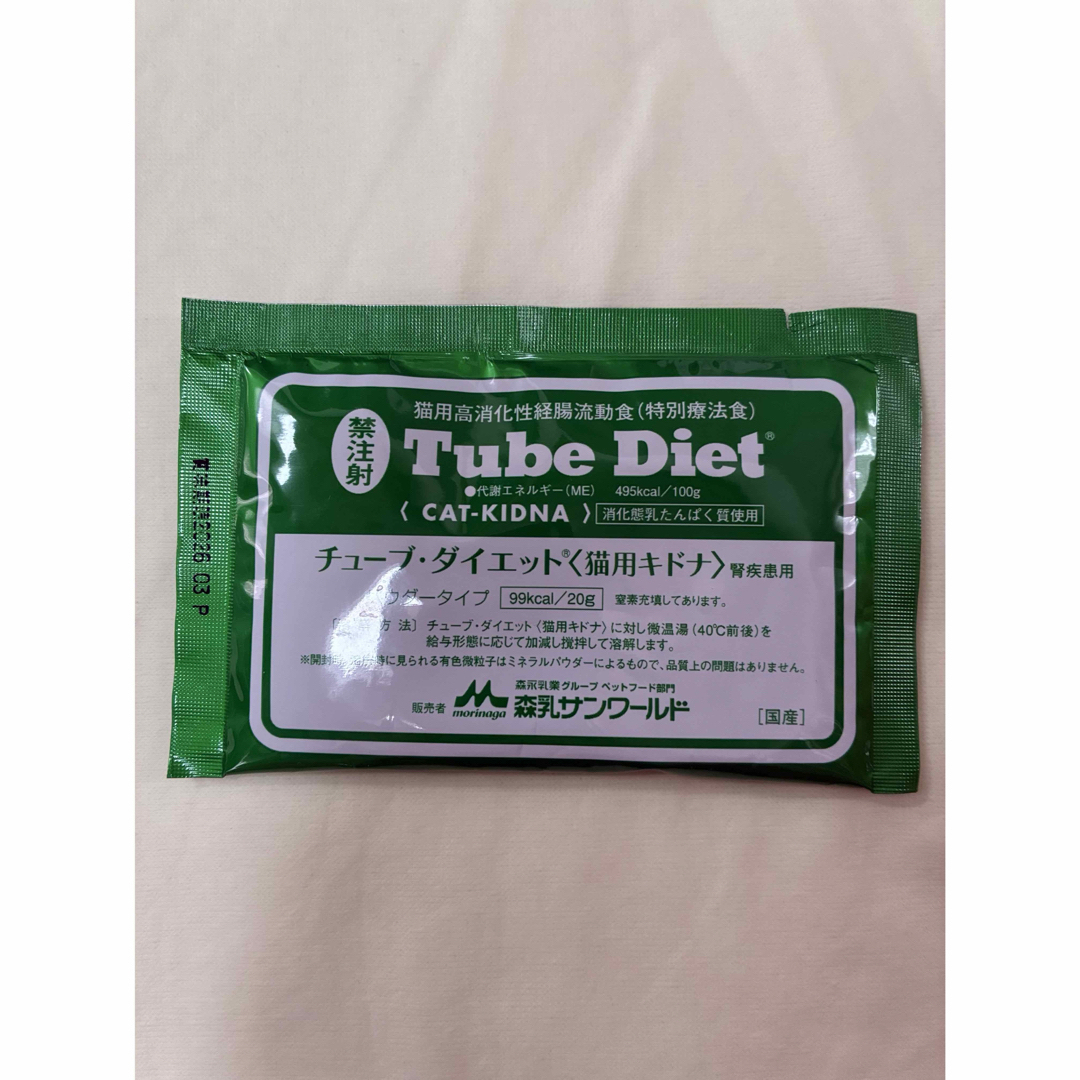 猫用高消化性経腸流動食(特別療法食)
禁注射
Tube Diet®
●代謝エネルギー(ME) 495kcal/100g
〈 CAT-KIDNA 〉 消化態乳たんぱく質使用
チューブ・ダイエット®〈猫用キドナ〉腎疾患用
パウダータイプ 99kcal/20g 窒素充填してあります。
方法〕 チューブ・ダイエット〈猫用キドナ〉に対し微温湯(40℃前後)を
給与形態に応じて加減し撹拌して溶解します。
※開封時、に見られる有色微粒子はミネラルパウダーによるもので、品質上の問題はありません。
森永乳業グループ ペットフード部門
販売者 morinaga 森乳サンワールド
[国産]
03 P